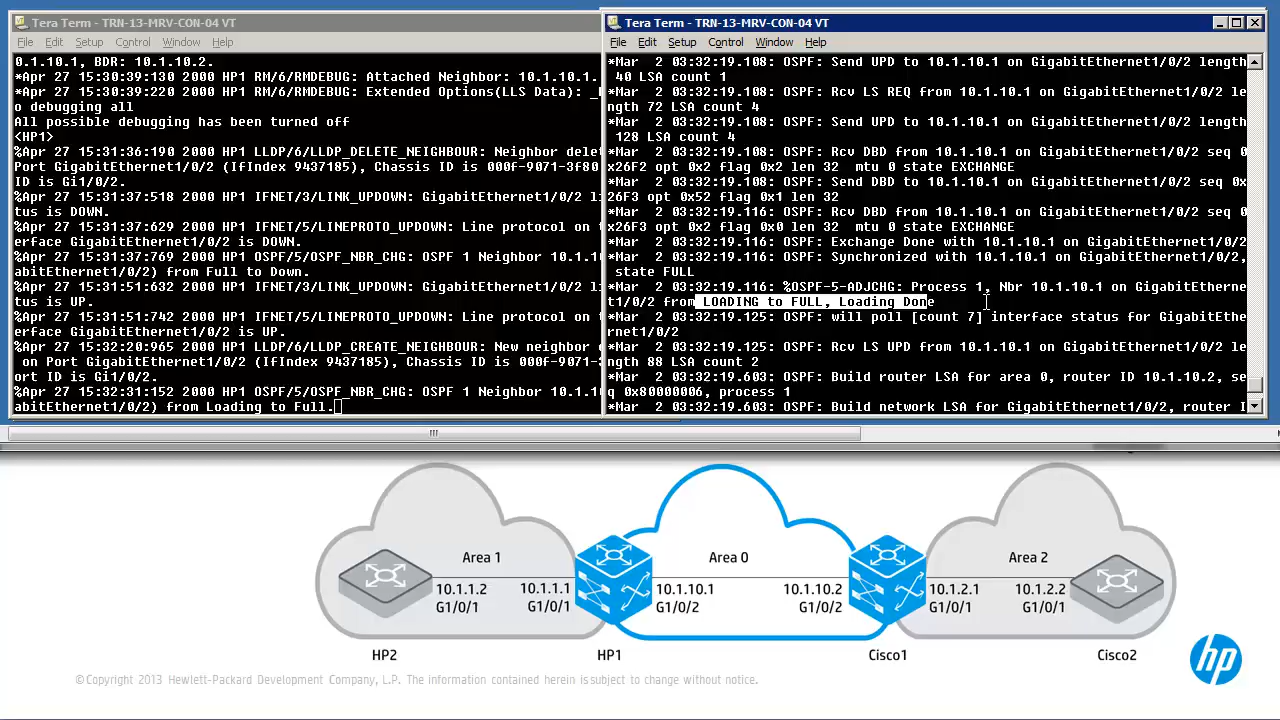 Tera Term - TRN-13-MRV-CON-04 VT
File Edit Setup Control Window Help
0.1.10.1, BDR: 10.1.10.2.
*Apr 27 15:30:39:130 2000 HP1 RM/6/RMDEBUG: Attached Neighbor: 10.1.10.1.
*Apr 27 15:30:39:220 2000 HP1 RM/6/RMDEBUG: Extended Options(LLS Data): _
o debugging all
All possible debugging has been turned off
<HP1>
%Apr 27 15:31:36:190 2000 HP1 LLDP/6/LLDP_DELETE_NEIGHBOUR: Neighbor delet
Port GigabitEthernet1/0/2 (IfIndex 9437185), Chassis ID is 000f-9071-3f80
ID is Gi1/0/2.
%Apr 27 15:31:37:518 2000 HP1 IFNET/3/LINK_UPDOWN: GigabitEthernet1/0/2 li
tus is DOWN.
%Apr 27 15:31:37:629 2000 HP1 IFNET/5/LINEPROTO_UPDOWN: Line protocol on t
erface GigabitEthernet1/0/2 is DOWN.
%Apr 27 15:31:37:769 2000 HP1 OSPF/5/OSPF_NBR_CHG: OSPF 1 Neighbor 10.1.10
abitEthernet1/0/2) from Full to Down.
%Apr 27 15:31:51:632 2000 HP1 IFNET/3/LINK_UPDOWN: GigabitEthernet1/0/2 li
tus is UP.
%Apr 27 15:31:51:742 2000 HP1 IFNET/5/LINEPROTO_UPDOWN: Line protocol on t
erface GigabitEthernet1/0/2 is UP.
%Apr 27 15:32:20:965 2000 HP1 LLDP/6/LLDP_CREATE_NEIGHBOUR: New neighbor c
on Port GigabitEthernet1/0/2 (IfIndex 9437185), Chassis ID is 000f-9071-3
ort ID is Gi1/0/2.
%Apr 27 15:32:31:152 2000 HP1 OSPF/5/OSPF_NBR_CHG: OSPF 1 Neighbor 10.1.10
abitEthernet1/0/2) from Loading to Full.
Tera Term - TRN-13-MRV-CON-04 VT
File Edit Setup Control Window Help
*Mar 2 03:32:19.108: OSPF: Send UPD to 10.1.10.1 on GigabitEthernet1/0/2 length
40 LSA count 1
*Mar 2 03:32:19.108: OSPF: Rcv LS REQ from 10.1.10.1 on GigabitEthernet1/0/2 le
ngth 72 LSA count 4
*Mar 2 03:32:19.108: OSPF: Send UPD to 10.1.10.1 on GigabitEthernet1/0/2 length
128 LSA count 4
*Mar 2 03:32:19.108: OSPF: Rcv DBD from 10.1.10.1 on GigabitEthernet1/0/2 seq 0
x26F2 opt 0x2 flag 0x2 len 32 mtu 0 state EXCHANGE
*Mar 2 03:32:19.108: OSPF: Send DBD to 10.1.10.1 on GigabitEthernet1/0/2 seq 0x
26F3 opt 0x52 flag 0x1 len 32
*Mar 2 03:32:19.116: OSPF: Rcv DBD from 10.1.10.1 on GigabitEthernet1/0/2 seq 0
x26F3 opt 0x2 flag 0x0 len 32 mtu 0 state EXCHANGE
*Mar 2 03:32:19.116: OSPF: Exchange Done with 10.1.10.1 on GigabitEthernet1/0/2
*Mar 2 03:32:19.116: OSPF: Synchronized with 10.1.10.1 on GigabitEthernet1/0/2,
state FULL
*Mar 2 03:32:19.116: %OSPF-5-ADJCHG: Process 1, Nbr 10.1.10.1 on GigabitEtherne
t1/0/2 from LOADING to FULL, Loading Done
*Mar 2 03:32:19.125: OSPF: will poll [count 7] interface status for GigabitEthe
rnet1/0/2
*Mar 2 03:32:19.125: OSPF: Rcv LS UPD from 10.1.10.1 on GigabitEthernet1/0/2 le
ngth 88 LSA count 2
*Mar 2 03:32:19.603: OSPF: Build router LSA for area 0, router ID 10.1.10.2, se
q 0x80000006, process 1
*Mar 2 03:32:19.603: OSPF: Build network LSA for GigabitEthernet1/0/2, router I
Area 1 Area 0 Area 2
10.1.1.2 10.1.1.1 10.1.10.1 10.1.10.2 10.1.2.1 10.1.2.2
G1/0/1 G1/0/1 G1/0/2 G1/0/2 G1/0/1 G1/0/1
HP2 HP1 Cisco1 Cisco2
hp
©Copyright 2013 Hewlett-Packard Development Company, L.P. The information contained herein is subject to change without notice.